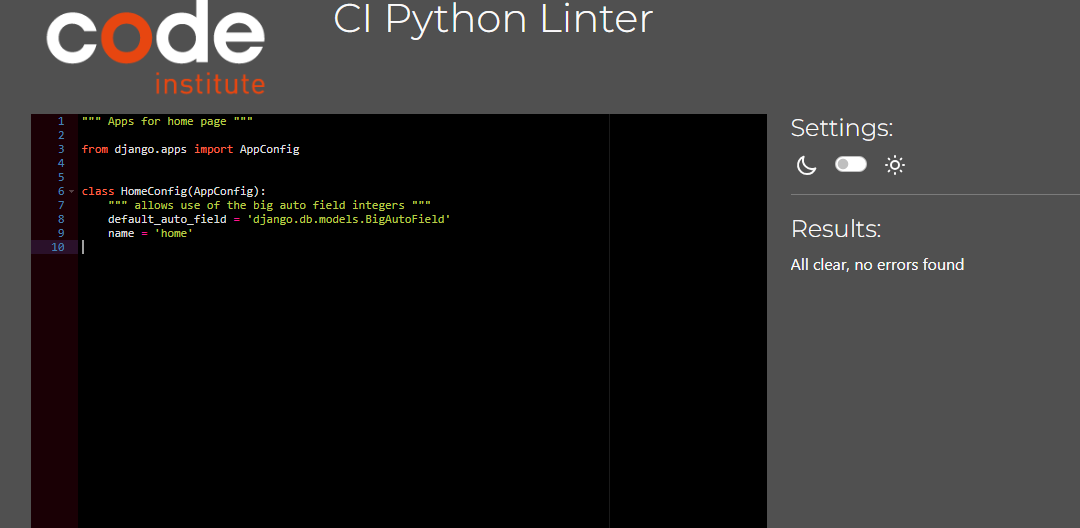 code
institute
CI Python Linter
1 """ Apps for home page """
2
3 from django.apps import AppConfig
4
5
6 class HomeConfig(AppConfig):
7     """ allows use of the big auto field integers """
8     default_auto_field = 'django.db.models.BigAutoField'
9     name = 'home'
10
Settings:
Results:
All clear, no errors found